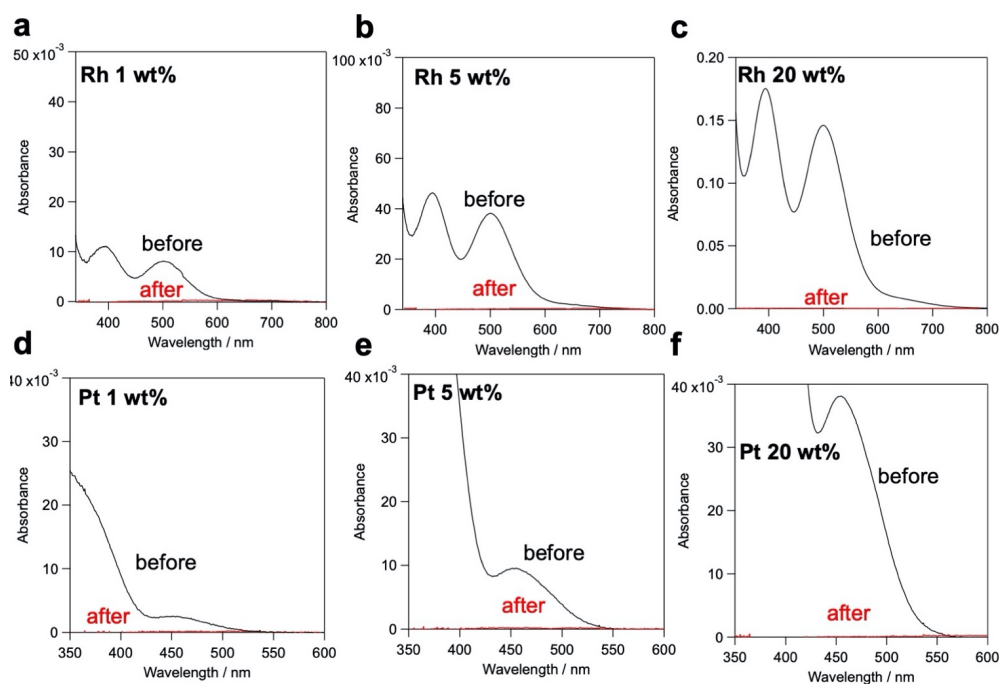 a
50 x10-3
Rh 1 wt%
40
30
20
10
0
Absorbance
before
after
400 500 600 700 800
Wavelength / nm
b
100 x10-3
Rh 5 wt%
80
60
40
20
0
Absorbance
before
after
400 500 600 700 800
Wavelength / nm
c
0.20
Rh 20 wt%
0.15
0.10
0.05
0.00
Absorbance
before
after
400 500 600 700 800
Wavelength / nm
d
40 x10-3
Pt 1 wt%
30
20
10
0
Absorbance
before
after
350 400 450 500 550 600
Wavelength / nm
e
40 x10-3
Pt 5 wt%
30
20
10
0
Absorbance
before
after
350 400 450 500 550 600
Wavelength / nm
f
40 x10-3
Pt 20 wt%
30
20
10
0
Absorbance
before
after
350 400 450 500 550 600
Wavelength / nm